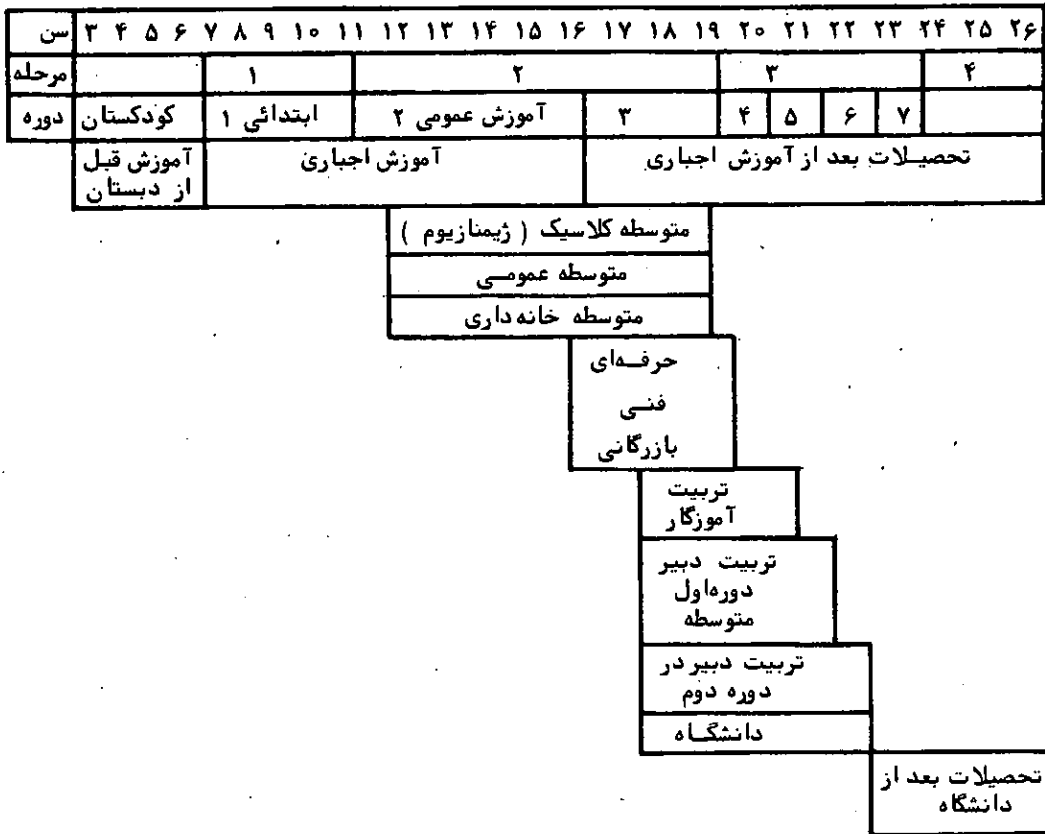 سن ۳ ۴ ۵ ۶ ۷ ۸ ۹ ۱۰ ۱۱ ۱۲ ۱۳ ۱۴ ۱۵ ۱۶ ۱۷ ۱۸ ۱۹ ۲۰ ۲۱ ۲۲ ۲۳ ۲۴ ۲۵ ۲۶
مرحله ۱ ۲ ۳ ۴
دوره کودکستان ابتدائی ۱ آموزش عمومی ۲ ۳ ۴ ۵ ۶ ۷
آموزش قبل
از دبستان
آموزش اجباری
تحصیلات بعد از آموزش اجباری
متوسطه کلاسیک ( ژیمنازیوم )
متوسطه عمومی
متوسطه خانه‌داری
حرفه‌ای
فنی
بازرگانی
تربیت
آموزگار
تربیت دبیر
دوره‌اول
متوسطه
تربیت دبیر در
دوره دوم
دانشگاه
تحصیلات بعد از
دانشگاه